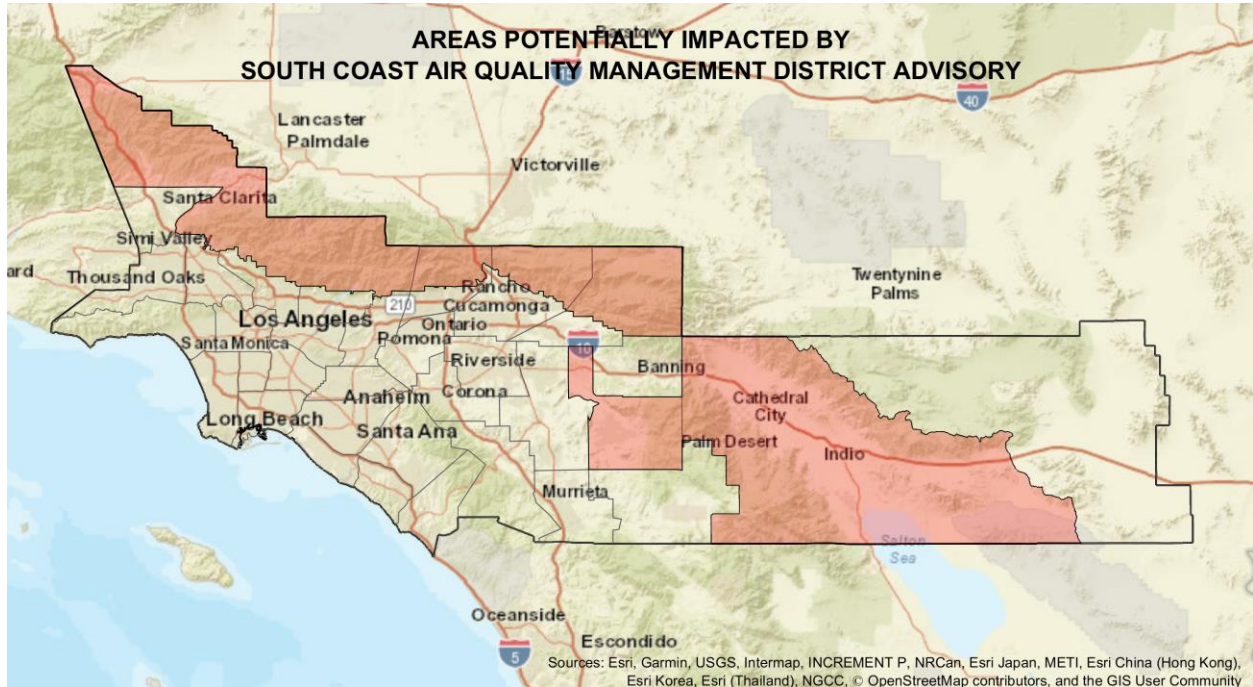 AREAS POTENTIALLY IMPACTED BY
SOUTH COAST AIR QUALITY MANAGEMENT DISTRICT ADVISORY
Barstow
15
40
Lancaster
Palmdale
Victorville
Santa Clarita
Simi Valley
ard
Thousand Oaks
Twentynine
Palms
Rancho
Cucamonga
210
Los Angeles
Ontario
Santa Monica
Pomona
10
Riverside
Banning
Anaheim
Corona
Cathedral
City
Long Beach
Santa Ana
Palm Desert
Indio
Murrieta
Salton
Sea
Oceanside
Escondido
5
Sources: Esri, Garmin, USGS, Intermap, INCREMENT P, NRCan, Esri Japan, METI, Esri China (Hong Kong),
Esri Korea, Esri (Thailand), NGCC, © OpenStreetMap contributors, and the GIS User Community